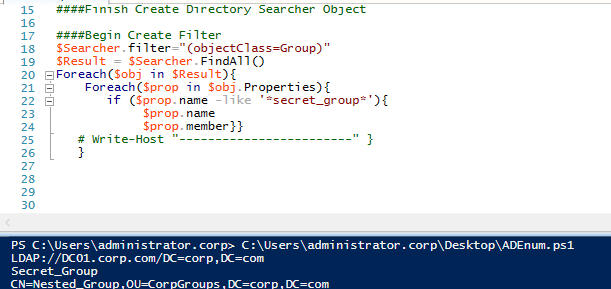 15 ####Finish Create Directory Searcher Object
16
17 ####Begin Create Filter
18 $Searcher.filter="(objectClass=Group)"
19 $Result = $Searcher.FindAll()
20 Foreach($obj in $Result){
21 Foreach($prop in $obj.Properties){
22 if ($prop.name -like '*secret_group*'){
23 $prop.name
24 $prop.member}}
25 # Write-Host "------------------------" }
26 }
27
28
29
30
PS C:\Users\administrator.corp> C:\Users\administrator.corp\Desktop\ADEnum.ps1
LDAP://DC01.corp.com/DC=corp,DC=com
Secret_Group
CN=Nested_Group,OU=CorpGroups,DC=corp,DC=com